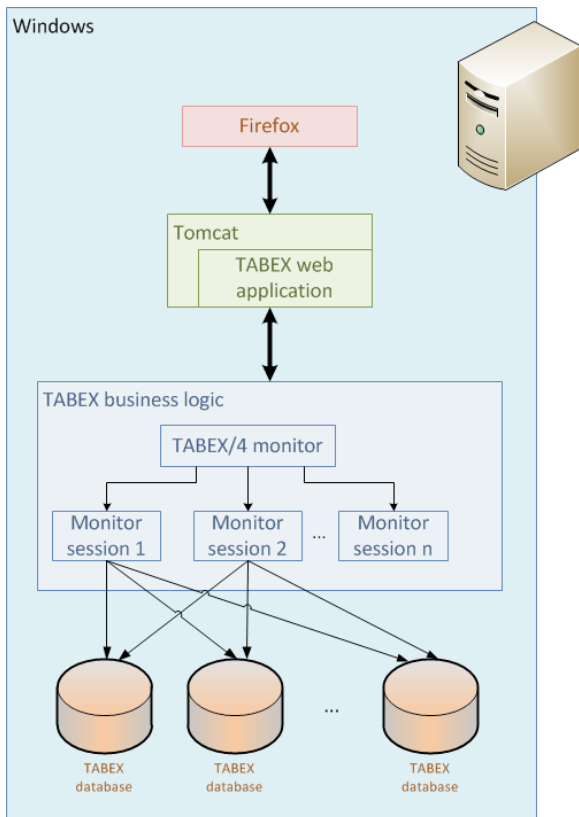 Windows
Firefox
Tomcat
TABEX web
application
TABEX business logic
TABEX/4 monitor
Monitor
session 1
Monitor
session 2
...
Monitor
session n
...
TABEX
database
TABEX
database
TABEX
database